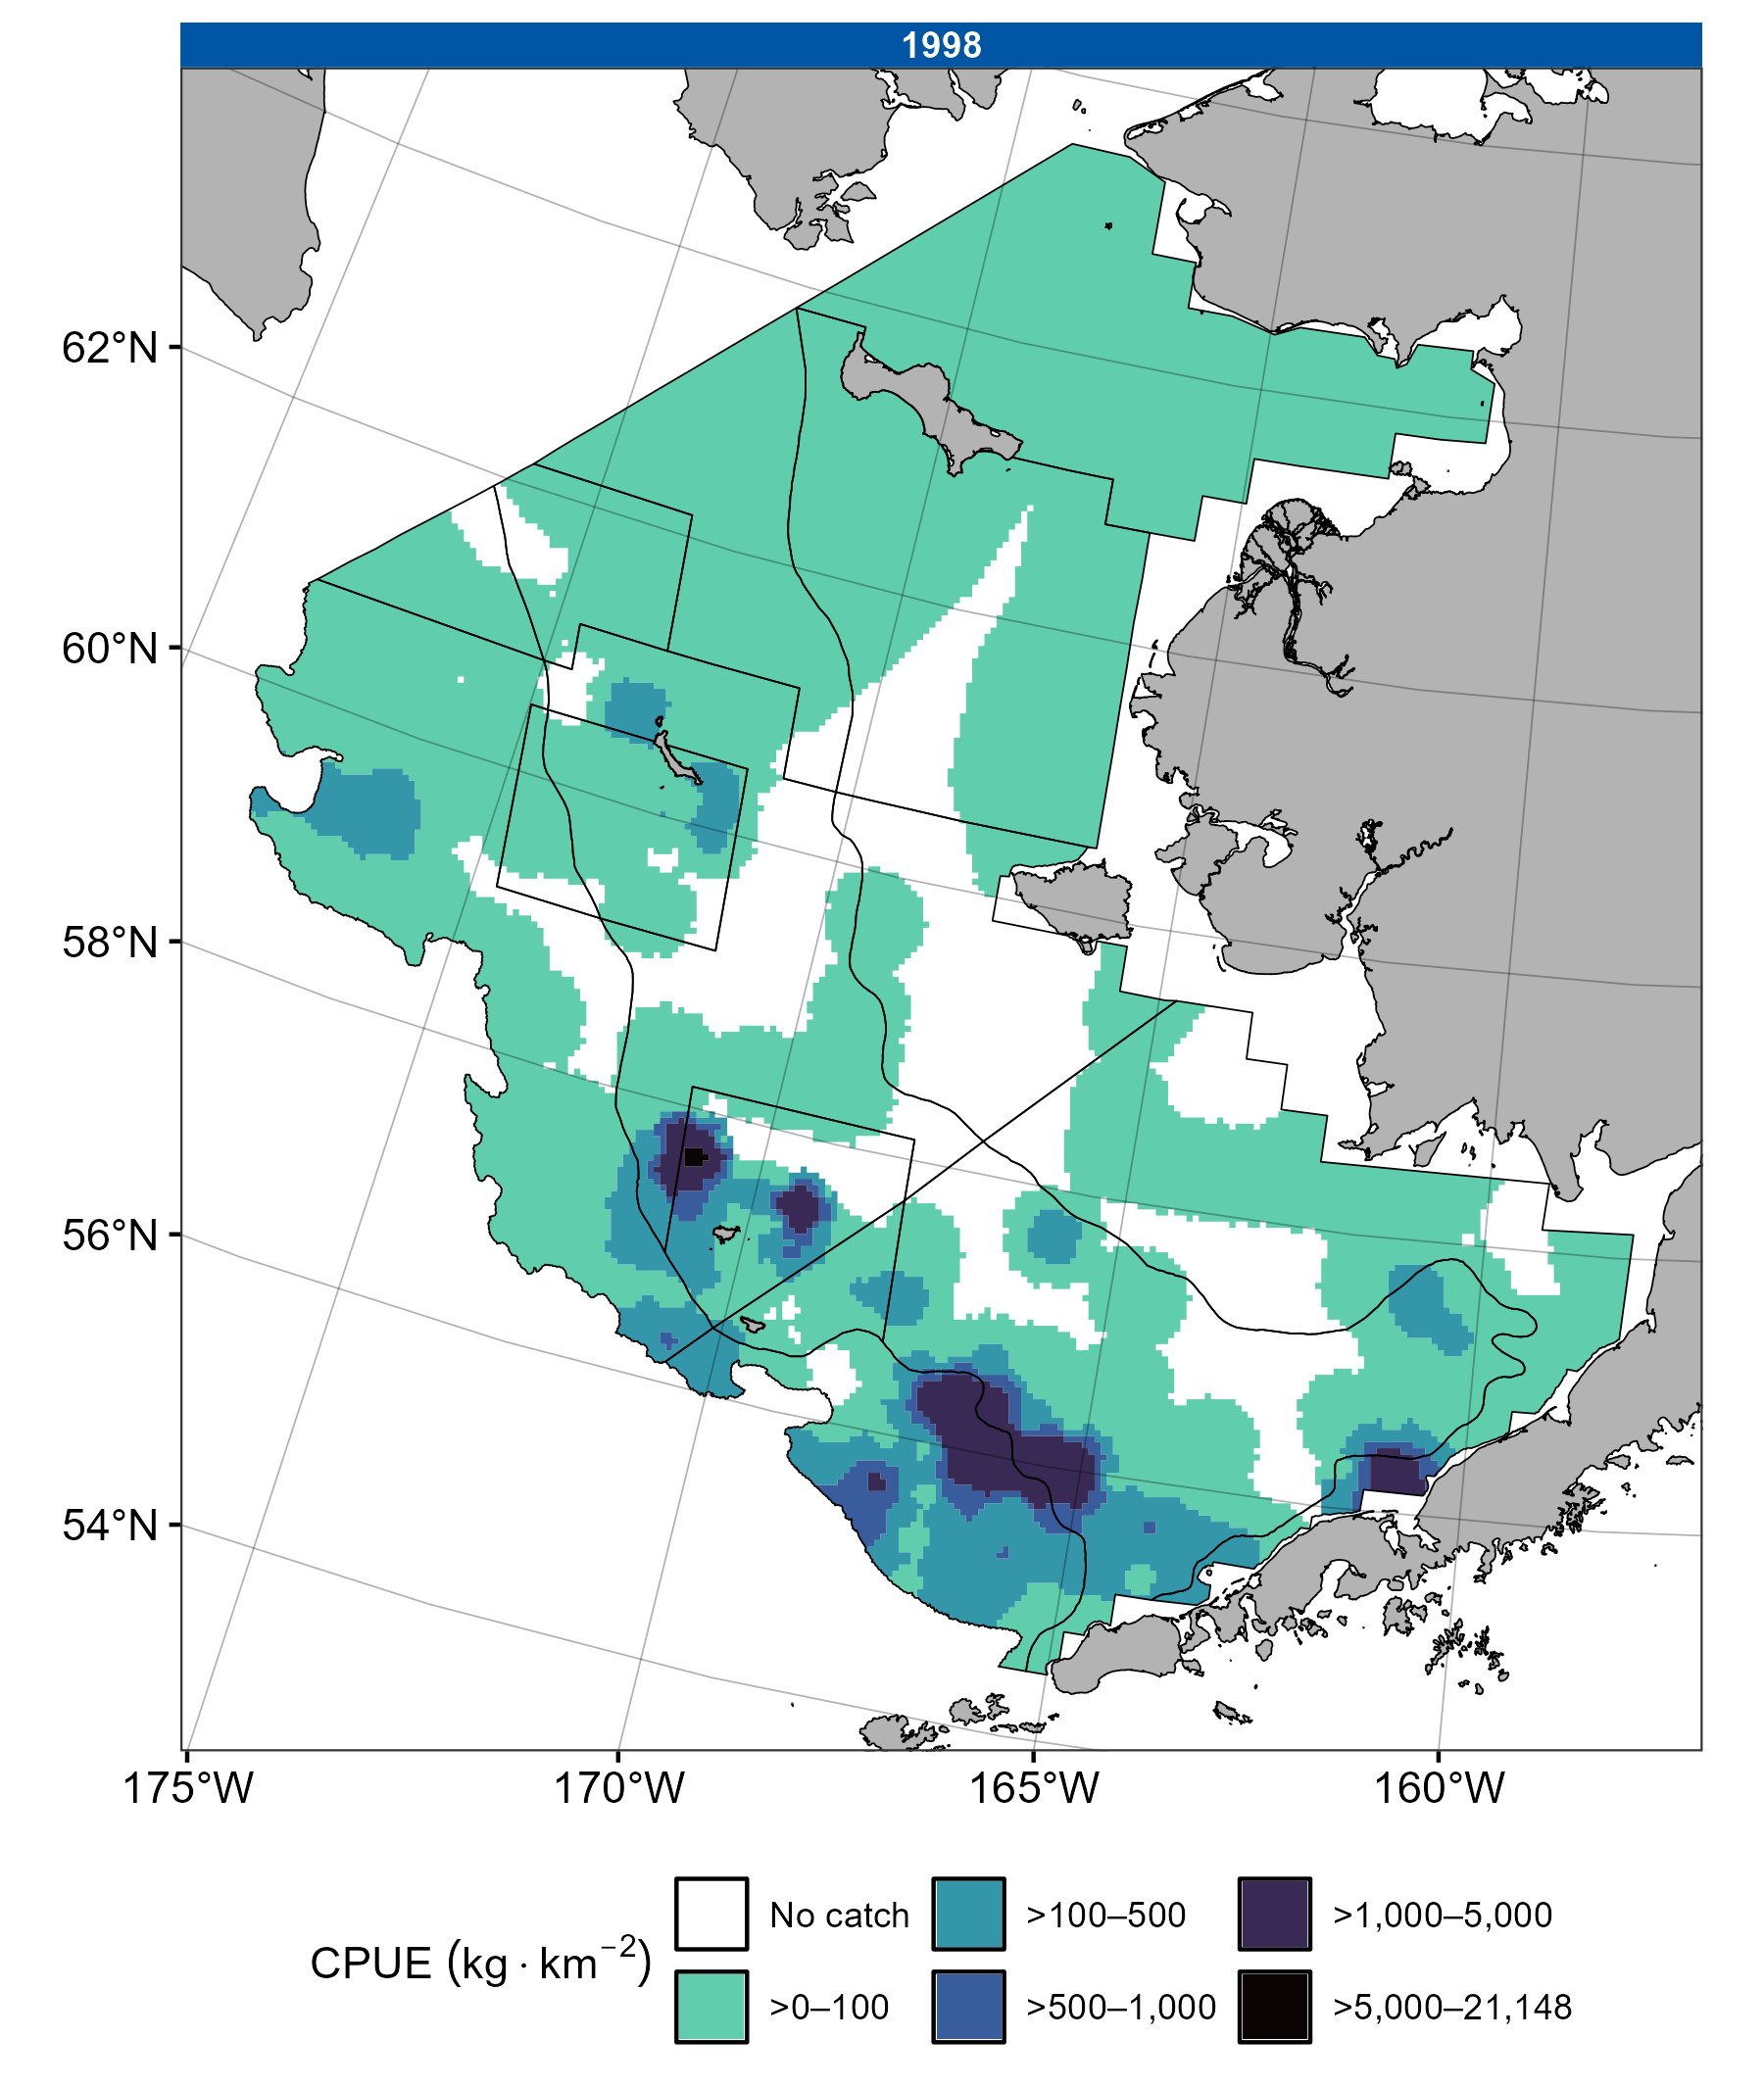 1998
62°N
60°N
58°N
56°N
54°N
175°W 170°W 165°W 160°W
CPUE (kg · km⁻²)
No catch >100–500 >1,000–5,000
>0–100 >500–1,000 >5,000–21,148